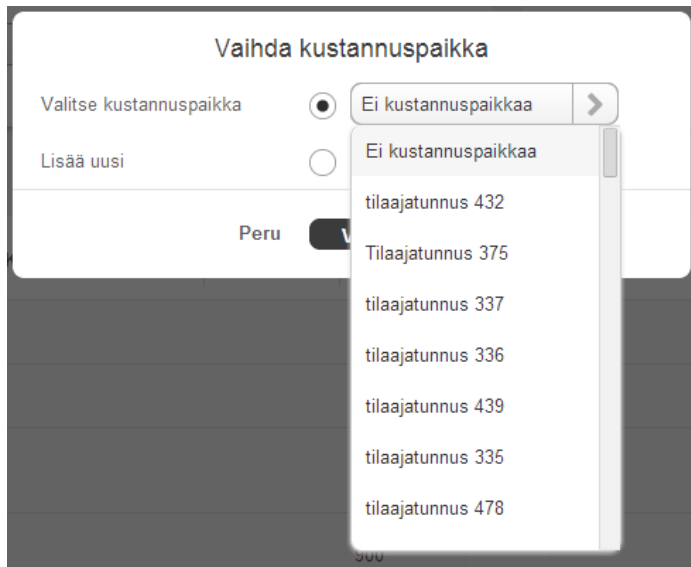 Vaihda kustannuspaikka
Valitse kustannuspaikka
Ei kustannuspaikkaa
Lisää uusi
Ei kustannuspaikkaa
tilaajatunnus 432
Peru
Tilaajatunnus 375
tilaajatunnus 337
tilaajatunnus 336
tilaajatunnus 439
tilaajatunnus 335
tilaajatunnus 478
900